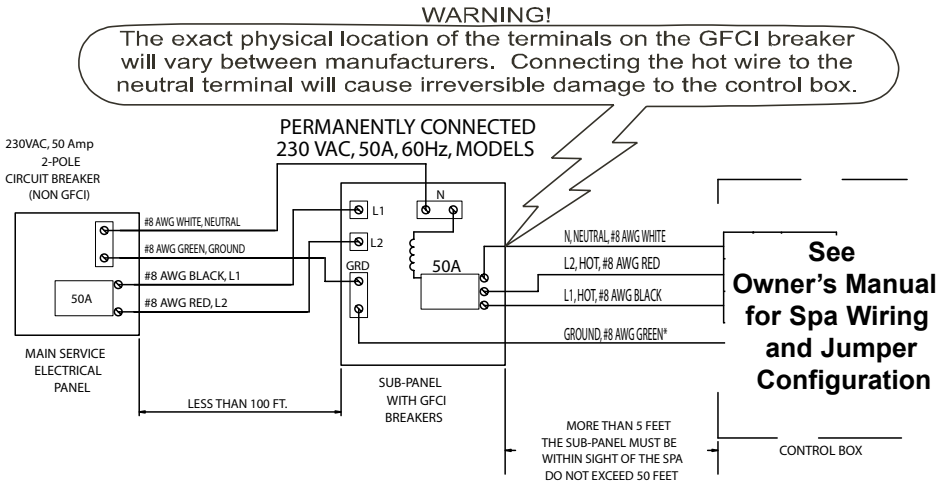 WARNING!
The exact physical location of the terminals on the GFCI breaker
will vary between manufacturers. Connecting the hot wire to the
neutral terminal will cause irreversible damage to the control box.
PERMANENTLY CONNECTED
230 VAC, 50A, 60Hz, MODELS
230VAC, 50 Amp
2-POLE
CIRCUIT BREAKER
(NON GFCI)
#8 AWG WHITE, NEUTRAL
#8 AWG GREEN, GROUND
#8 AWG BLACK, L1
#8 AWG RED, L2
50A
MAIN SERVICE
ELECTRICAL
PANEL
LESS THAN 100 FT.
L1
L2
GRD
N
50A
SUB-PANEL
WITH GFCI
BREAKERS
N, NEUTRAL, #8 AWG WHITE
L2, HOT, #8 AWG RED
L1, HOT, #8 AWG BLACK
GROUND, #8 AWG GREEN*
MORE THAN 5 FEET
THE SUB-PANEL MUST BE
WITHIN SIGHT OF THE SPA
DO NOT EXCEED 50 FEET
See
Owner's Manual
for Spa Wiring
and Jumper
Configuration
CONTROL BOX